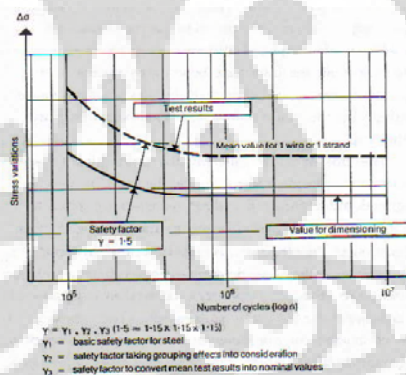 Δσ
Test results
Mean value for 1 wire or 1 strand
Stress variations
Safety factor
γ = 1·5
Value for dimensioning
10⁵
10⁶
10⁷
Number of cycles (log n)
γ = γ₁ . γ₂ . γ₃ (1·5 ≃ 1·15 x 1·15 x 1·15)
γ₁ = basic safety factor for steel
γ₂ = safety factor taking grouping effects into consideration
γ₃ = safety factor to convert mean test results into nominal values